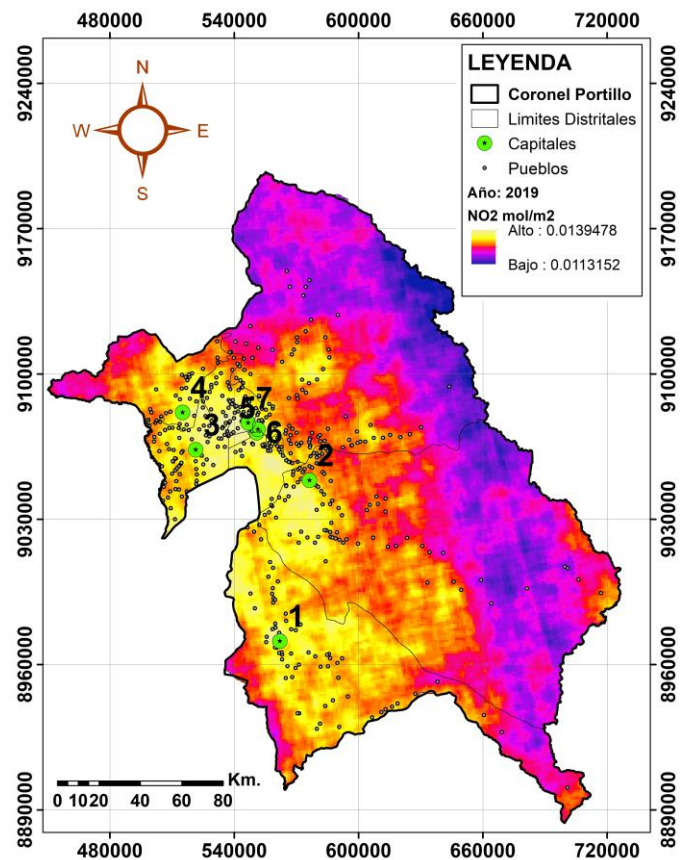 480000 540000 600000 660000 720000
9240000
9170000
9100000
9030000
8960000
8890000
N
W E
S
LEYENDA
Coronel Portillo
Limites Distritales
Capitales
Pueblos
Año: 2019
NO2 mol/m2
Alto : 0.0139478
Bajo : 0.0113152
4
7
5
3
6
2
1
Km.
0 10 20 40 60 80
9240000
9170000
9100000
9030000
8960000
8890000
480000 540000 600000 660000 720000